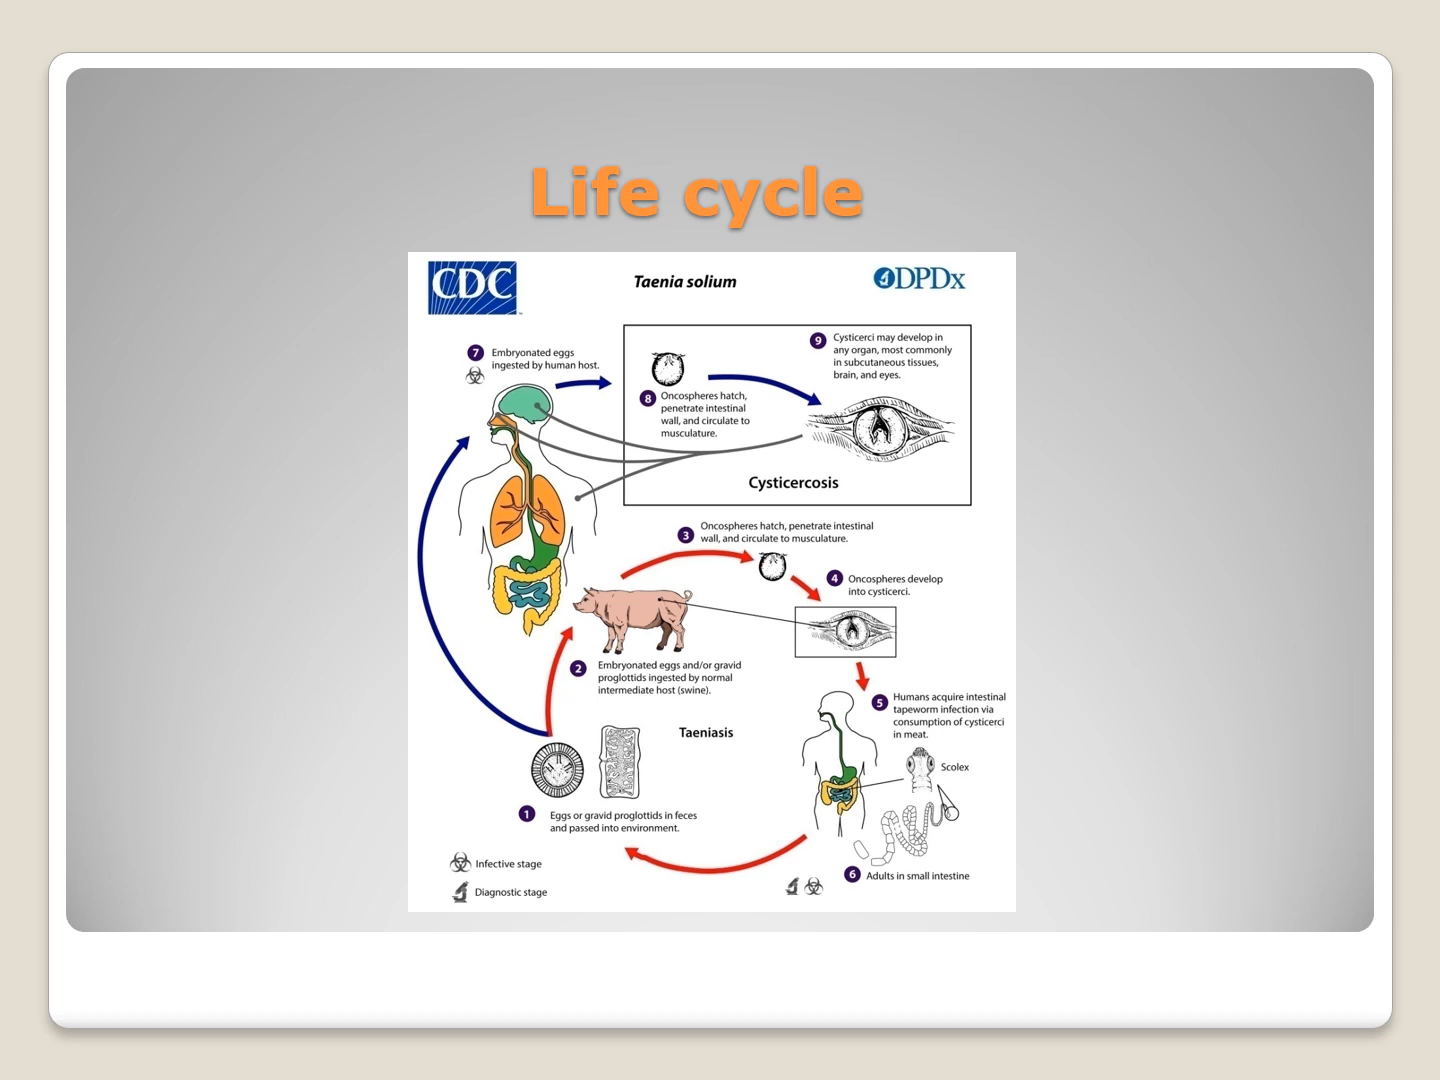 Life cycle
CDC
Taenia solium
DPDx
7 Embryonated eggs
ingested by human host.
8 Oncospheres hatch,
penetrate intestinal
wall, and circulate to
musculature.
9 Cysticerci may develop in
any organ, most commonly
in subcutaneous tissues,
brain, and eyes.
Cysticercosis
3 Oncospheres hatch, penetrate intestinal
wall, and circulate to musculature.
4 Oncospheres develop
into cysticerci.
2 Embryonated eggs and/or gravid
proglottids ingested by normal
intermediate host (swine).
5 Humans acquire intestinal
tapeworm infection via
consumption of cysticerci
in meat.
Taeniasis
Scolex
1 Eggs or gravid proglottids in feces
and passed into environment.
6 Adults in small intestine
Infective stage
Diagnostic stage